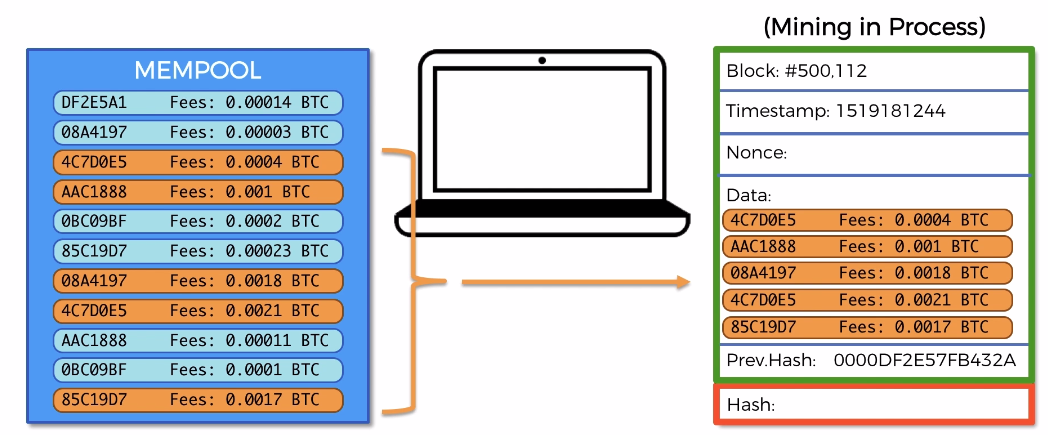 (Mining in Process)
MEMPOOL
DF2E5A1 Fees: 0.00014 BTC
08A4197 Fees: 0.00003 BTC
4C7D0E5 Fees: 0.0004 BTC
AAC1888 Fees: 0.001 BTC
0BC09BF Fees: 0.0002 BTC
85C19D7 Fees: 0.00023 BTC
08A4197 Fees: 0.0018 BTC
4C7D0E5 Fees: 0.0021 BTC
AAC1888 Fees: 0.00011 BTC
0BC09BF Fees: 0.0001 BTC
85C19D7 Fees: 0.0017 BTC
Block: #500,112
Timestamp: 1519181244
Nonce:
Data:
4C7D0E5 Fees: 0.0004 BTC
AAC1888 Fees: 0.001 BTC
08A4197 Fees: 0.0018 BTC
4C7D0E5 Fees: 0.0021 BTC
85C19D7 Fees: 0.0017 BTC
Prev.Hash: 0000DF2E57FB432A
Hash: